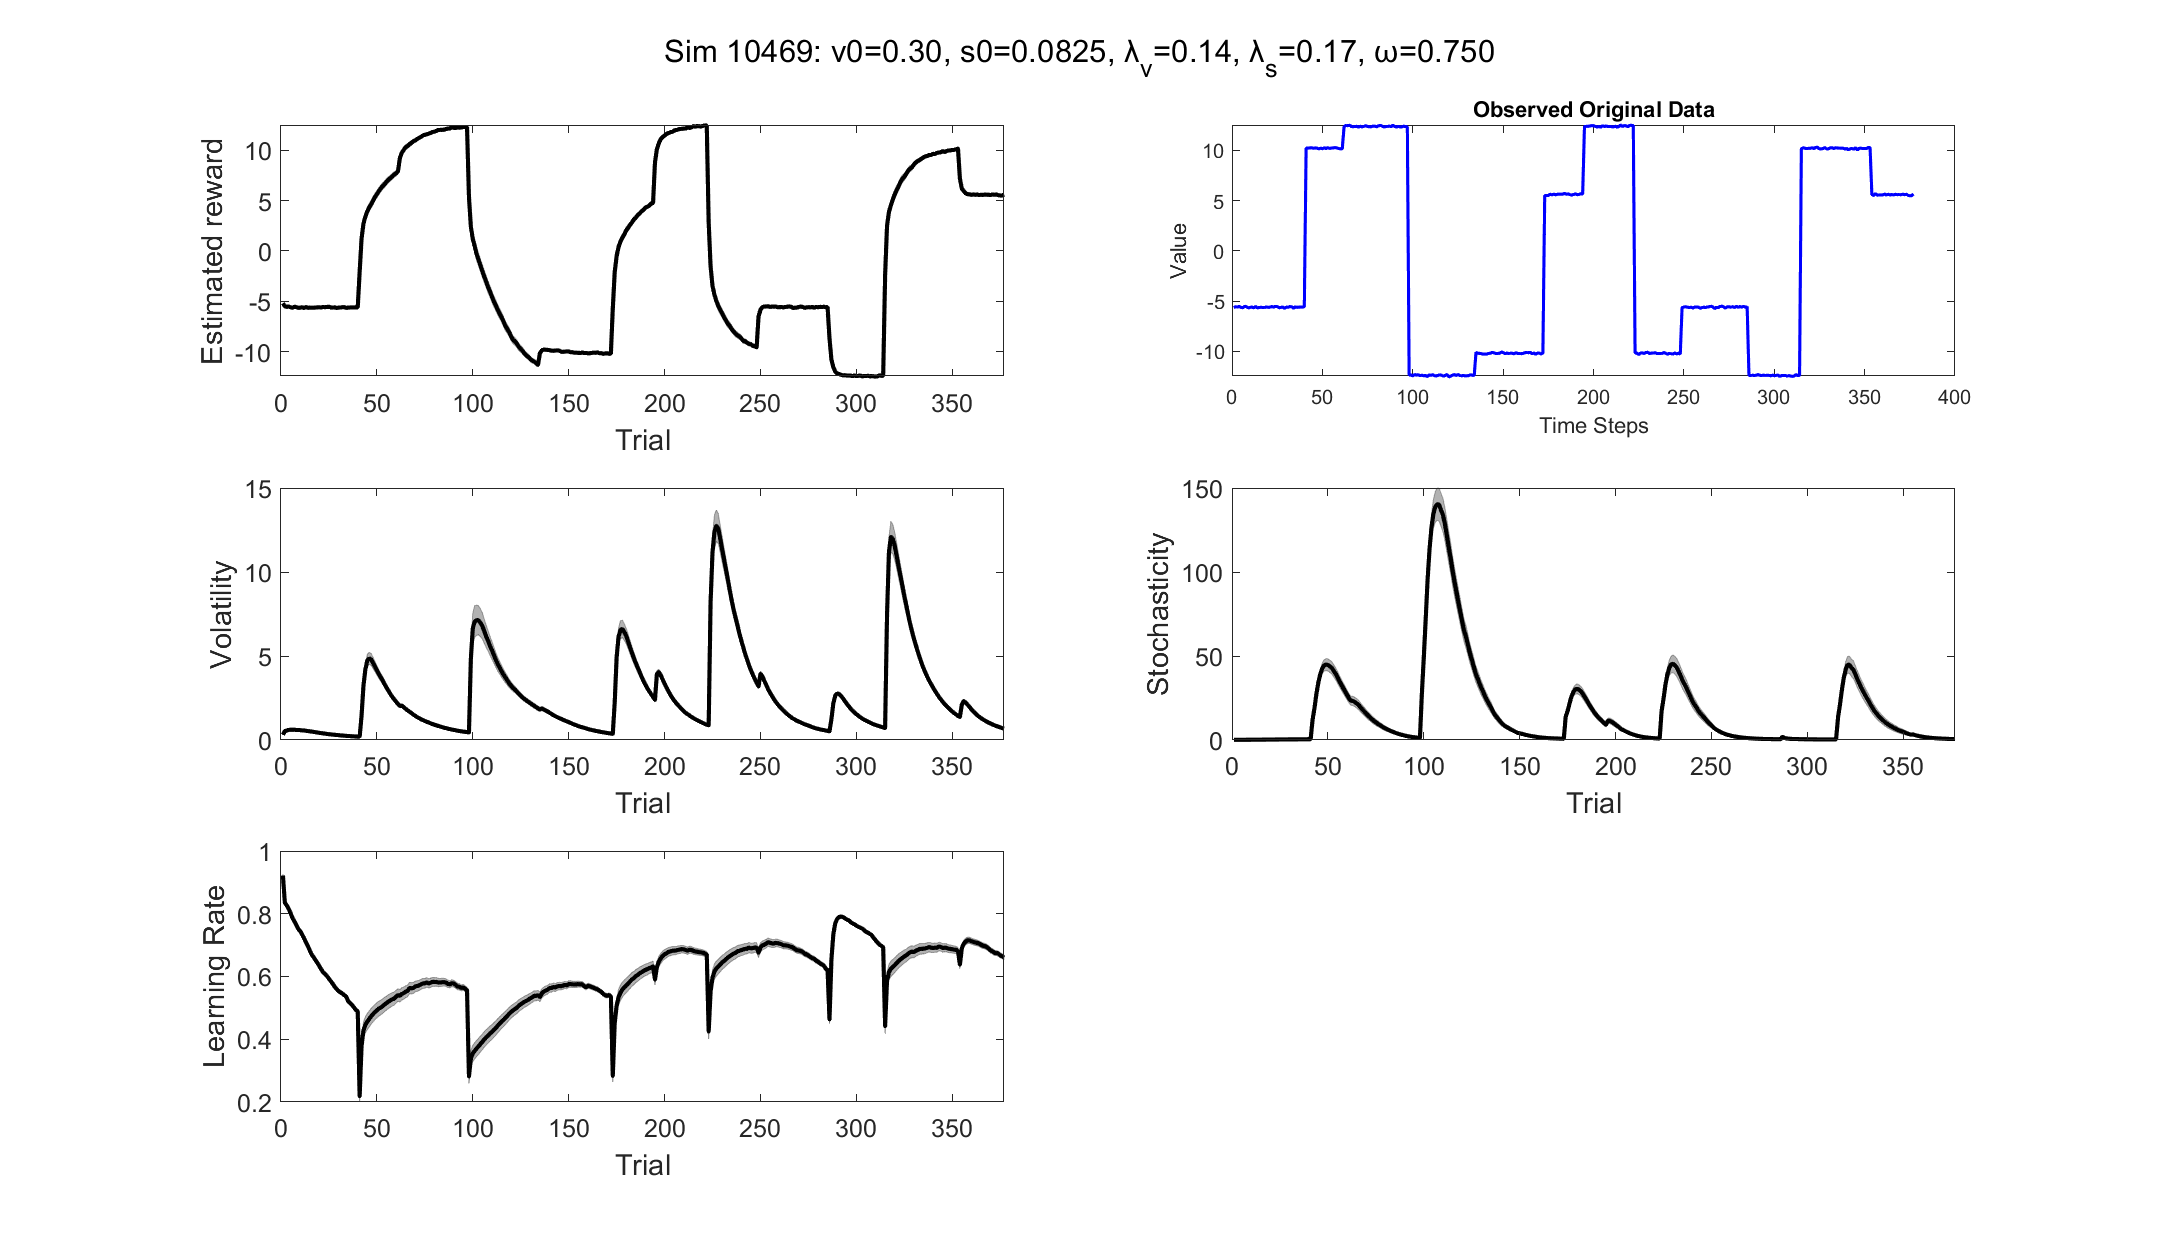 Sim 10469: v0=0.30, s0=0.0825, λ_v=0.14, λ_s=0.17, ω=0.750
Estimated reward
10
5
0
-5
-10
0 50 100 150 200 250 300 350
Trial
Observed Original Data
Value
10
5
0
-5
-10
0 50 100 150 200 250 300 350 400
Time Steps
Volatility
15
10
5
0
0 50 100 150 200 250 300 350
Trial
Stochasticity
150
100
50
0
0 50 100 150 200 250 300 350
Trial
Learning Rate
1
0.8
0.6
0.4
0.2
0 50 100 150 200 250 300 350
Trial